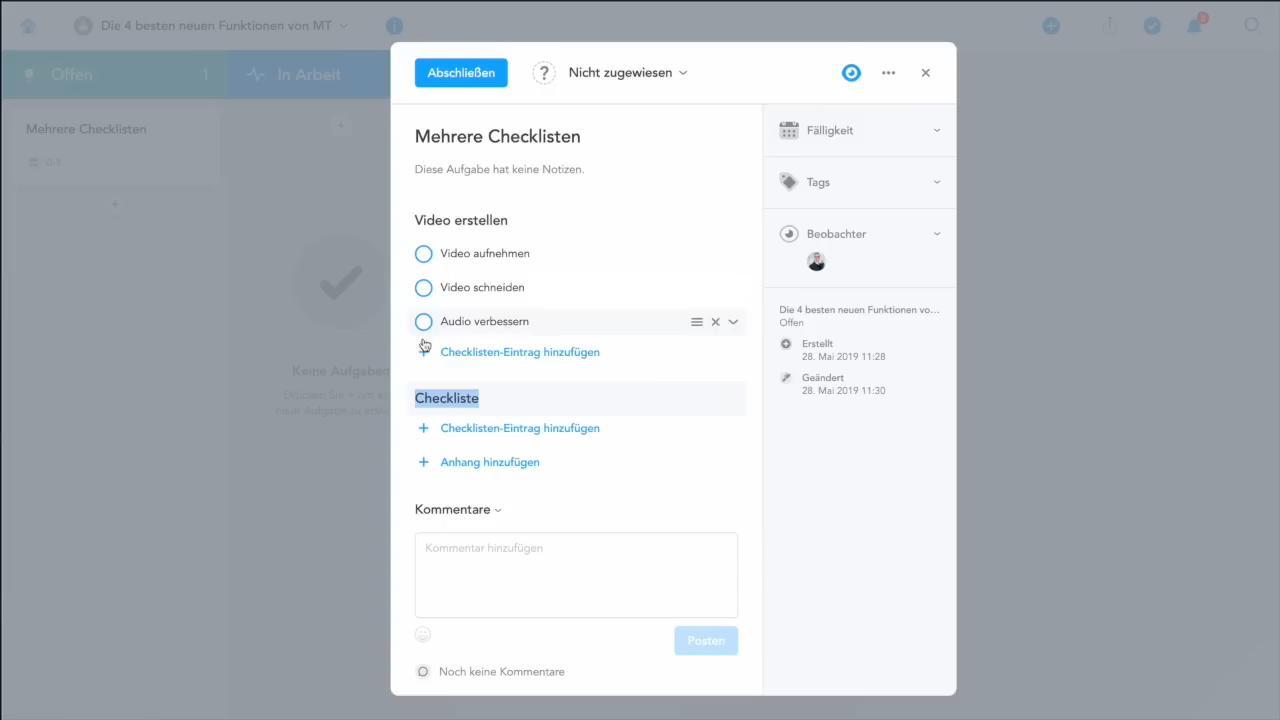 Die 4 besten neuen Funktionen von MT
Offen 1
In Arbeit
Mehrere Checklisten
0/3
Keine Aufgaben
Abschließen
?
Nicht zugewiesen
Mehrere Checklisten
Diese Aufgabe hat keine Notizen.
Video erstellen
Video aufnehmen
Video schneiden
Audio verbessern
Checklisten-Eintrag hinzufügen
Checkliste
Checklisten-Eintrag hinzufügen
Anhang hinzufügen
Kommentare
Kommentar hinzufügen
Posten
Noch keine Kommentare
Fälligkeit
Tags
Beobachter
Die 4 besten neuen Funktionen vo...
Offen
Erstellt
28. Mai 2019 11:28
Geändert
28. Mai 2019 11:30